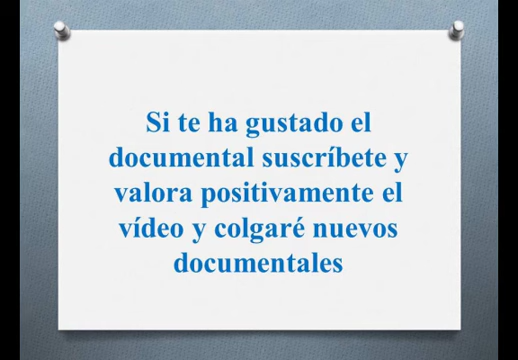 Si te ha gustado el
documental suscríbete y
valora positivamente el
vídeo y colgaré nuevos
documentales